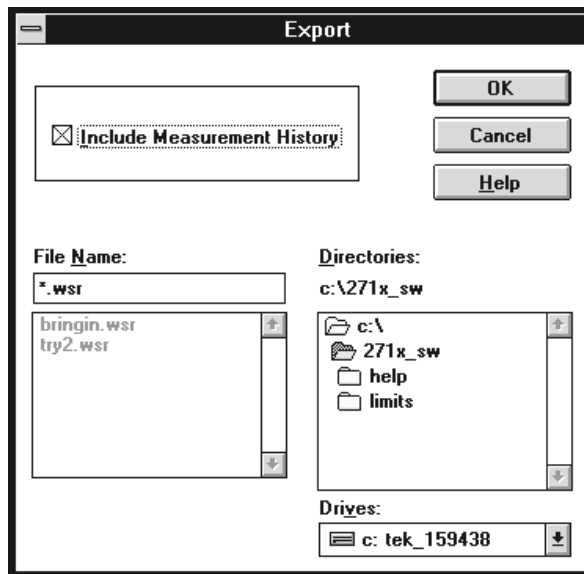 Export
Include Measurement History
OK
Cancel
Help
File Name:
*.wsr
bringin.wsr
try2.wsr
Directories:
c:\271x_sw
c:\
271x_sw
help
limits
Drives:
c: tek_159438